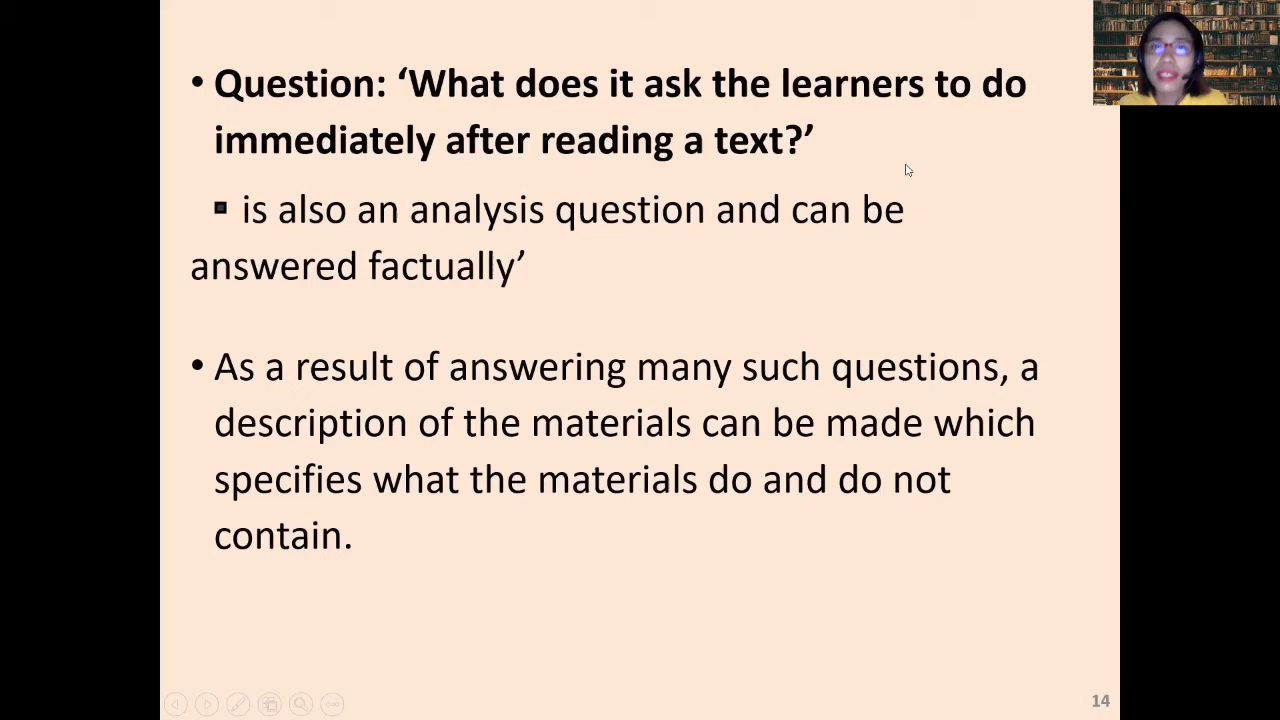 • Question: ‘What does it ask the learners to do
immediately after reading a text?’
▪ is also an analysis question and can be
answered factually’
• As a result of answering many such questions, a
description of the materials can be made which
specifies what the materials do and do not
contain.
14